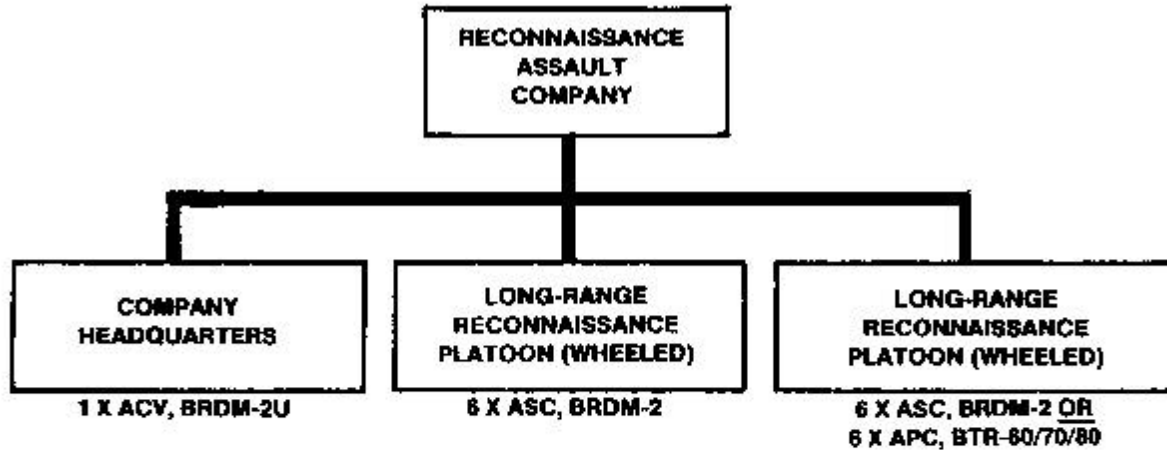 RECONNAISSANCE
ASSAULT
COMPANY
COMPANY
HEADQUARTERS
1 X ACV, BRDM-2U
LONG-RANGE
RECONNAISSANCE
PLATOON (WHEELED)
6 X ASC, BRDM-2
LONG-RANGE
RECONNAISSANCE
PLATOON (WHEELED)
6 X ASC, BRDM-2 OR
6 X APC, BTR-60/70/80